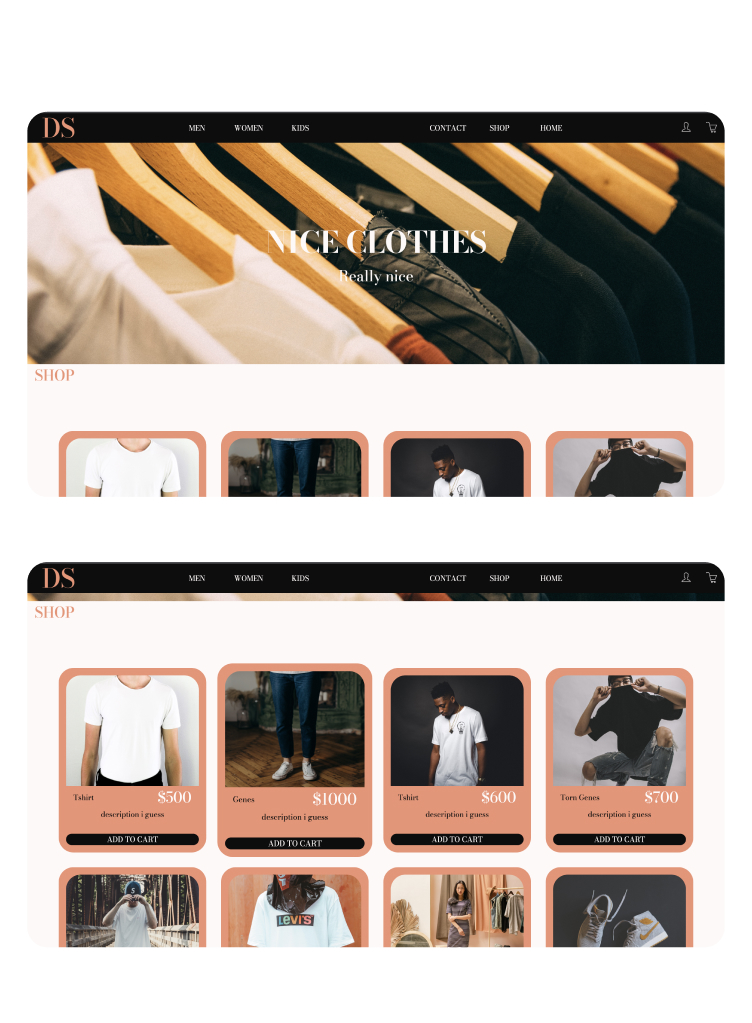 DS MEN WOMEN KIDS CONTACT SHOP HOME
NICE CLOTHES
Really nice
SHOP
DS MEN WOMEN KIDS CONTACT SHOP HOME
SHOP
Tshirt $500
description i guess
ADD TO CART
Genes $1000
description i guess
ADD TO CART
Tshirt $600
description i guess
ADD TO CART
Torn Genes $700
description i guess
ADD TO CART
5
LEVI'S